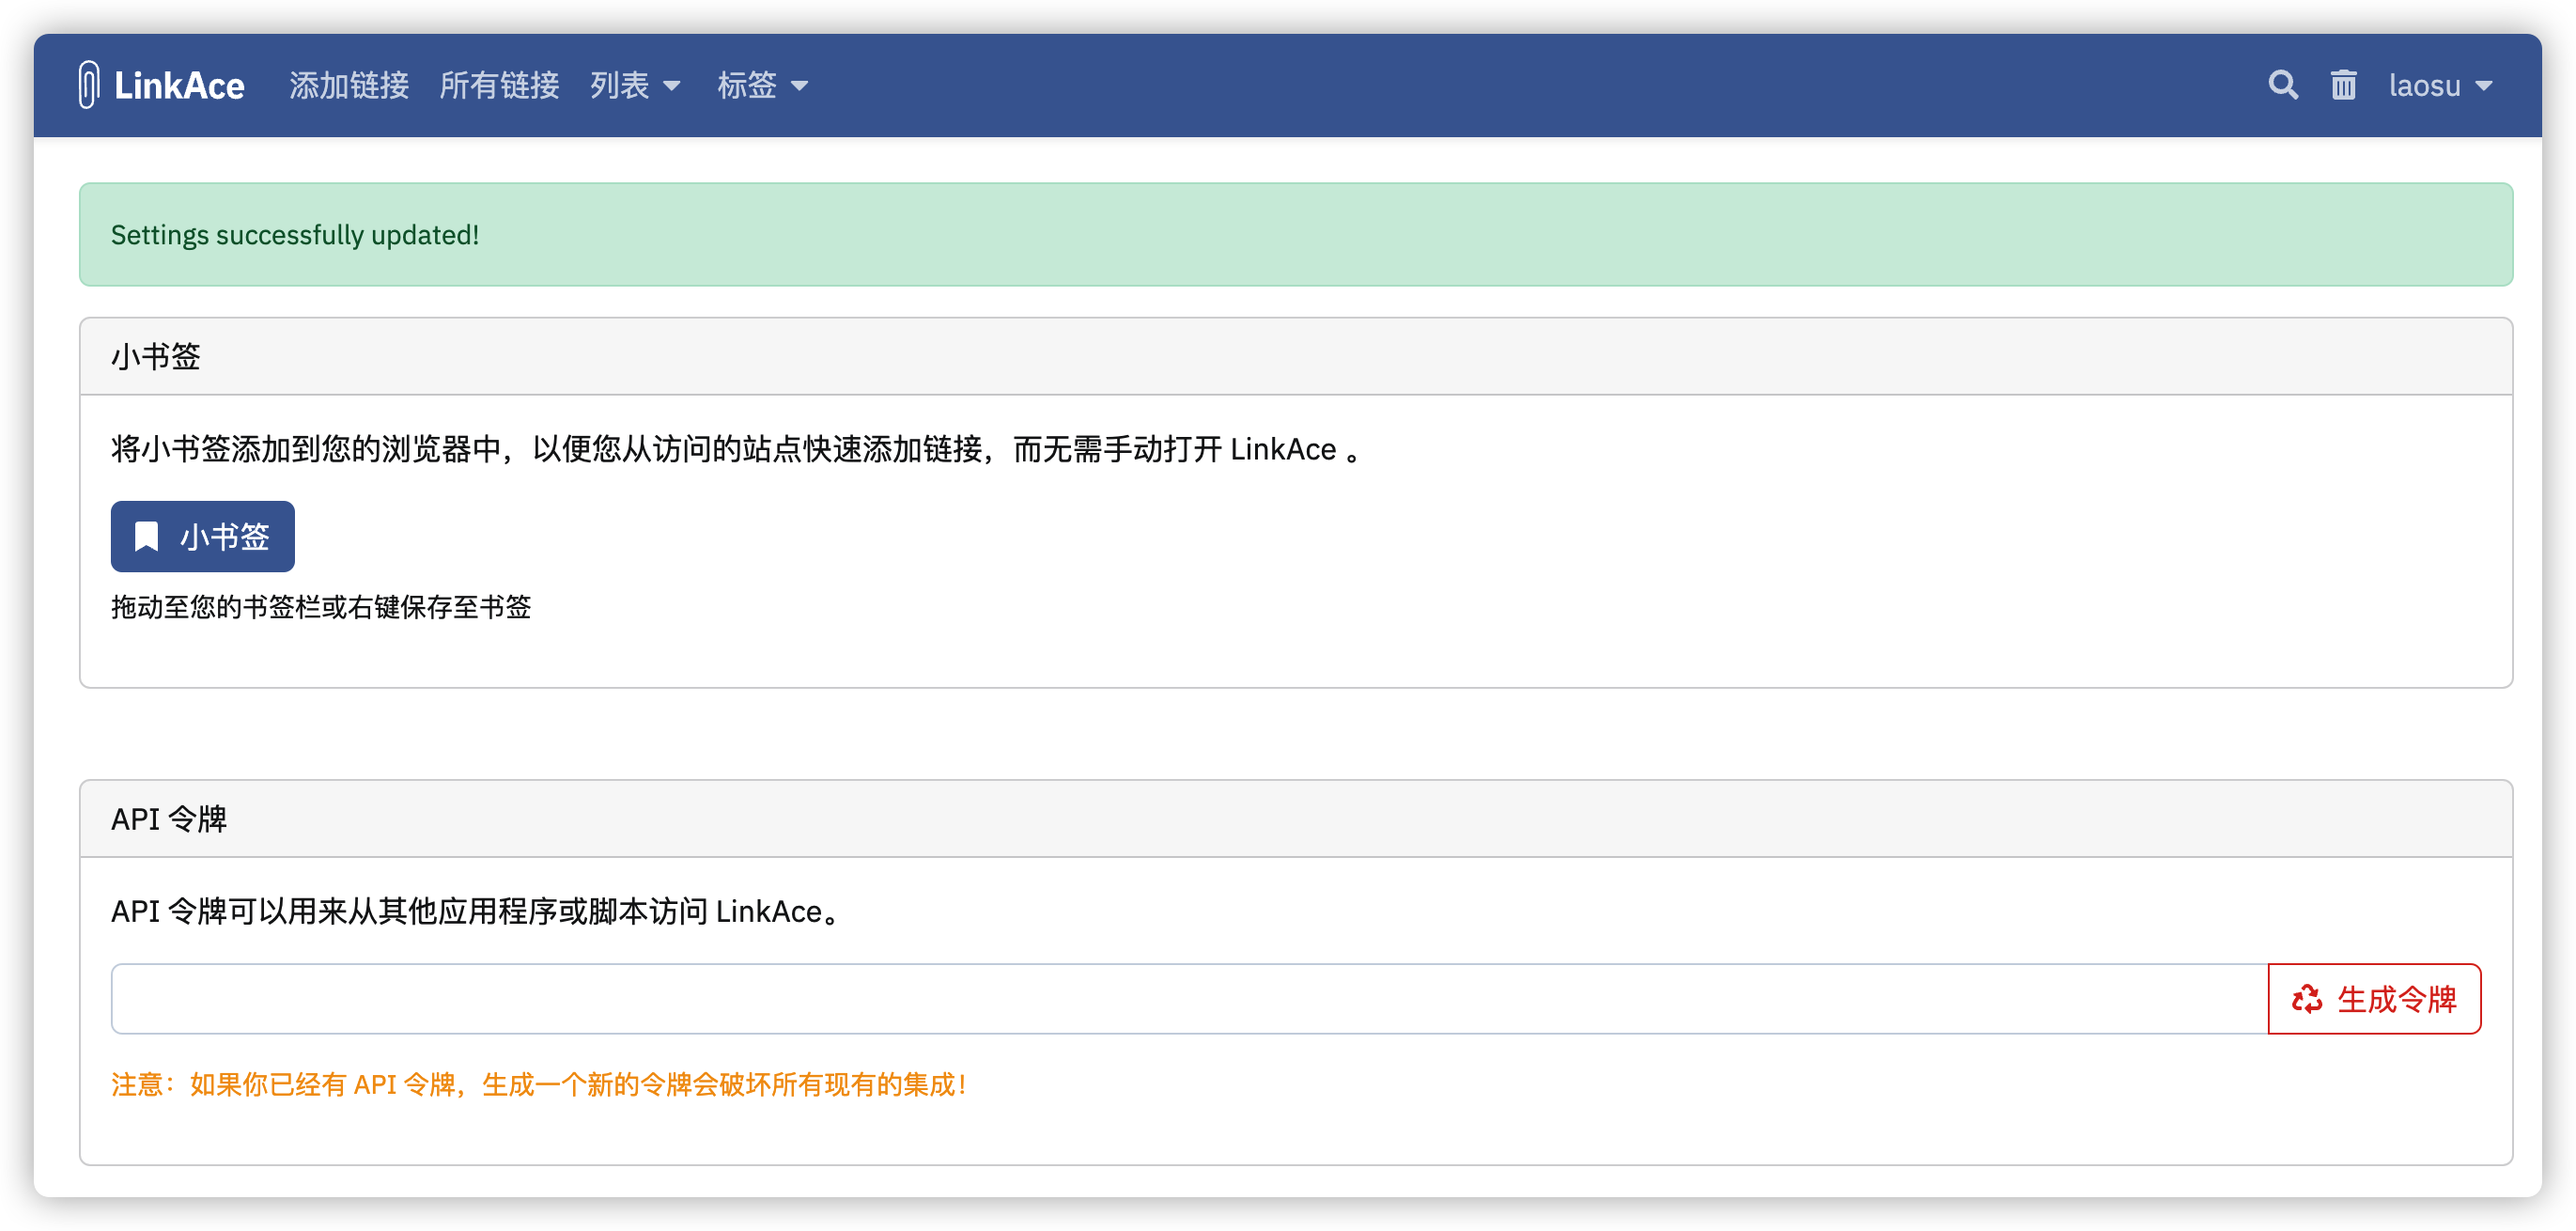 LinkAce 添加链接 所有链接 列表 标签 laosu
Settings successfully updated!
小书签
将小书签添加到您的浏览器中，以便您从访问的站点快速添加链接，而无需手动打开 LinkAce 。
小书签
拖动至您的书签栏或右键保存至书签
API 令牌
API 令牌可以用来从其他应用程序或脚本访问 LinkAce。
生成令牌
注意：如果你已经有 API 令牌，生成一个新的令牌会破坏所有现有的集成！